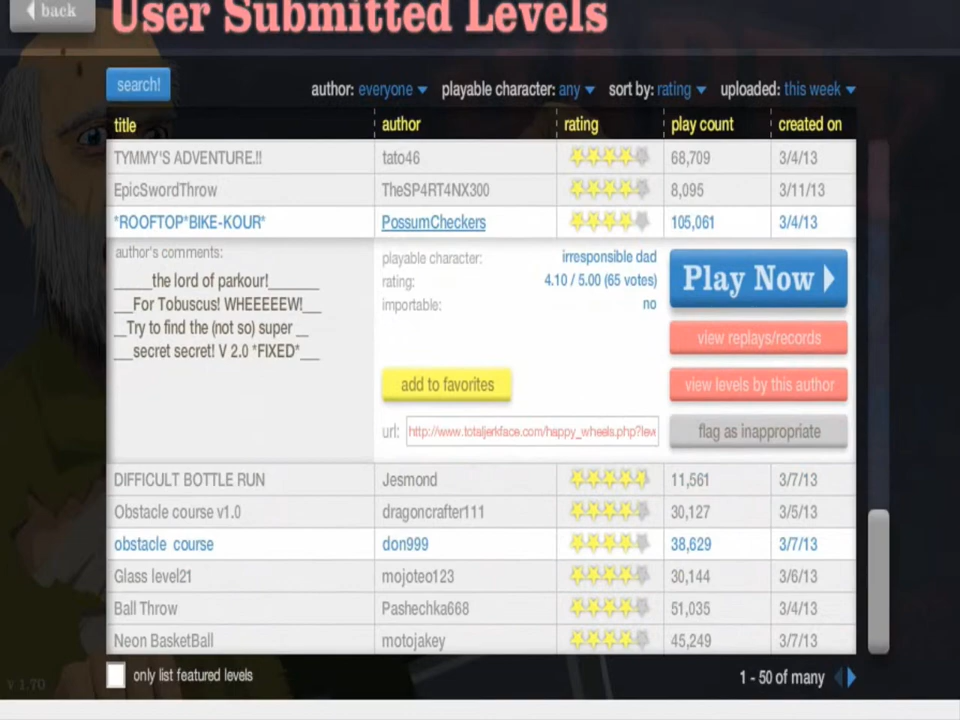 back
User Submitted Levels
search!
author: everyone playable character: any sort by: rating uploaded: this week
title author rating play count created on
TYMMY'S ADVENTURE.!! tato46 68,709 3/4/13
EpicSwordThrow TheSP4RT4NX300 8,095 3/11/13
*ROOFTOP*BIKE-KOUR* PossumCheckers 105,061 3/4/13
author's comments:
______the lord of parkour!________
___For Tobuscus! WHEEEEEW!___
__Try to find the (not so) super __
___secret secret! V 2.0 *FIXED*___
playable character: irresponsible dad
rating: 4.10 / 5.00 (65 votes)
importable: no
add to favorites
url: http://www.totaljerkface.com/happy_wheels.php?lev
Play Now
view replays/records
view levels by this author
flag as inappropriate
DIFFICULT BOTTLE RUN Jesmond 11,561 3/7/13
Obstacle course v1.0 dragoncrafter111 30,127 3/5/13
obstacle course don999 38,629 3/7/13
Glass level21 mojoteo123 30,144 3/6/13
Ball Throw Pashechka668 51,035 3/4/13
Neon BasketBall motojakey 45,249 3/7/13
only list featured levels
1 - 50 of many
v 1.70